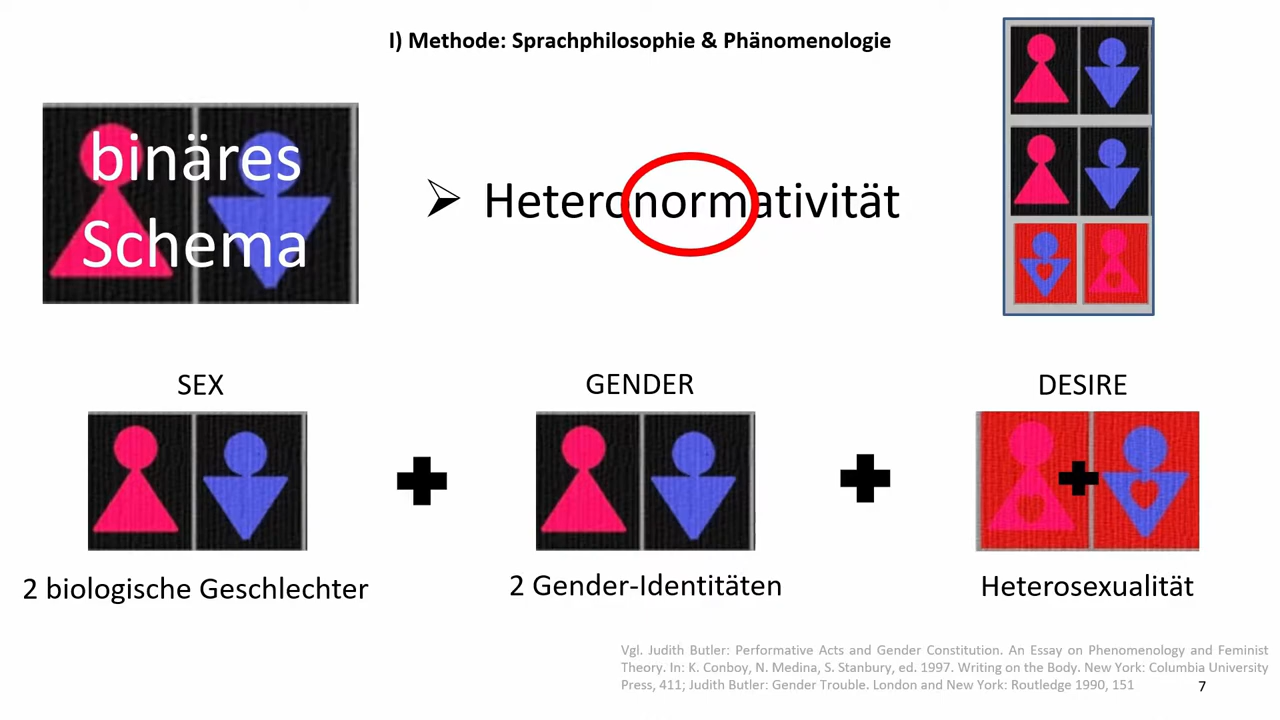 I) Methode: Sprachphilosophie & Phänomenologie
binäres
Schema
➢ Heteronormativität
SEX
GENDER
DESIRE
2 biologische Geschlechter
2 Gender-Identitäten
Heterosexualität
Vgl. Judith Butler: Performative Acts and Gender Constitution. An Essay on Phenomenology and Feminist
Theory. In: K. Conboy, N. Medina, S. Stanbury, ed. 1997. Writing on the Body. New York: Columbia University
Press, 411; Judith Butler: Gender Trouble. London and New York: Routledge 1990, 151
7